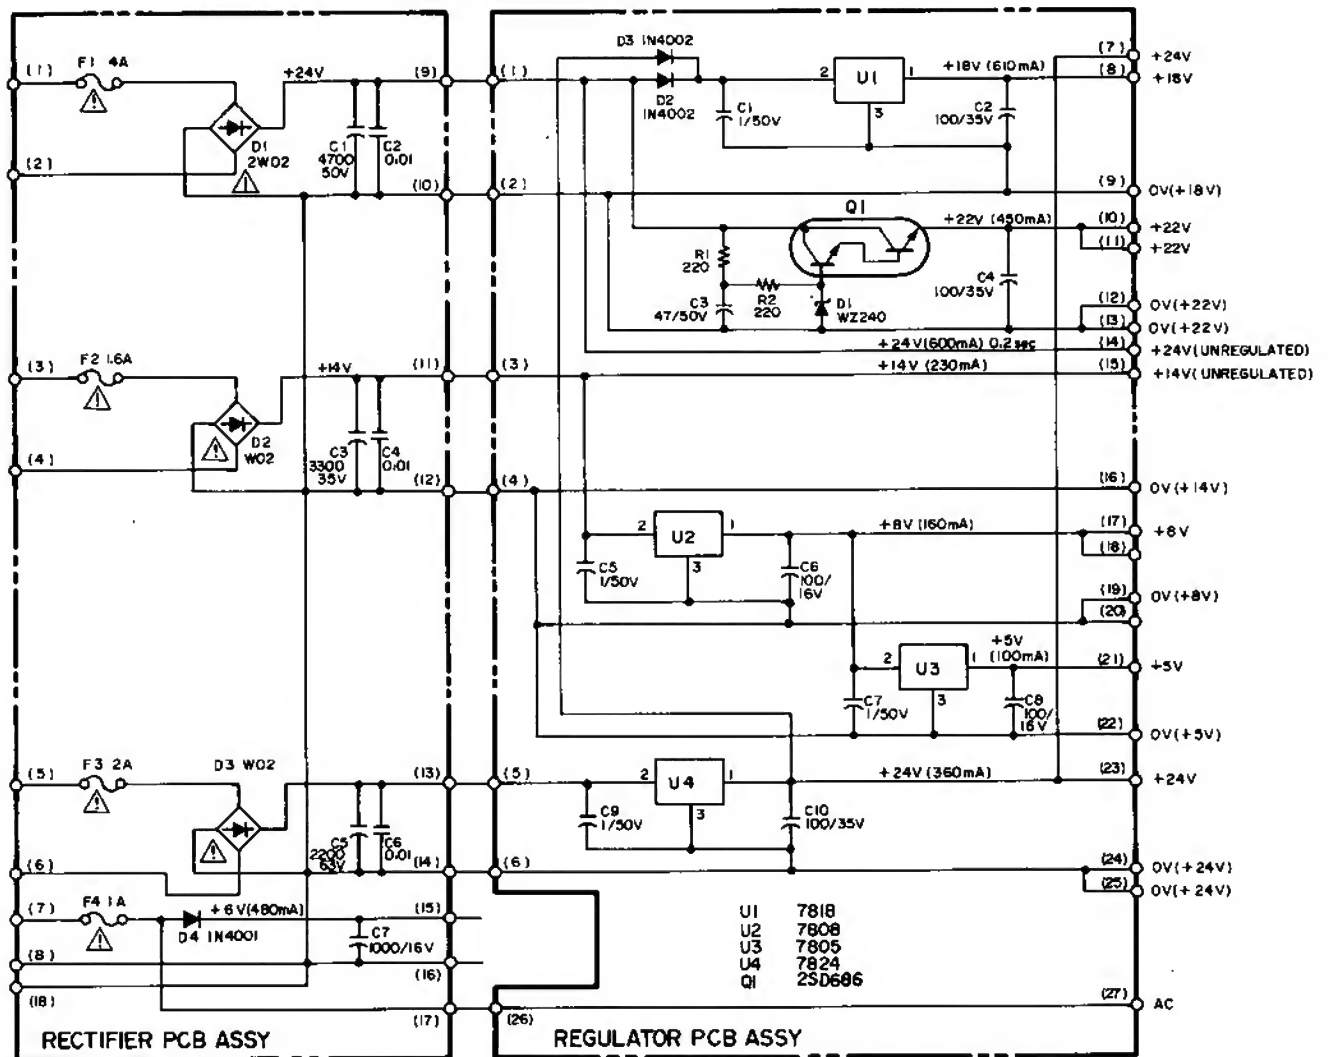 (1)
F1 4A
D1
2W02
+24V
C1
4700
50V
C2
0.01
(9)
(2)
(10)
(3)
F2 1.6A
D2
W02
+14V
C3
3300
35V
C4
0.01
(11)
(4)
(12)
(5)
F3 2A
D3 W02
C5
2200
63V
C6
0.01
(13)
(6)
(14)
(7)
F4 1A
D4 1N4001
+6V(480mA)
C7
1000/16V
(15)
(8)
(16)
(18)
(17)
RECTIFIER PCB ASSY
(1)
D3 1N4002
D2
1N4002
C1
1/50V
2
U1
1
3
+18V (610mA)
C2
100/35V
(7)
+24V
(8)
+18V
(2)
(9)
0V(+18V)
Q1
+22V (450mA)
R1
220
R2
220
C3
47/50V
D1
WZ240
C4
100/35V
(10)
+22V
(11)
+22V
(12)
0V(+22V)
(13)
0V(+22V)
+24V(600mA) 0.2sec
(14)
+24V(UNREGULATED)
(3)
+14V (230mA)
(15)
+14V(UNREGULATED)
(4)
(16)
0V(+14V)
2
U2
1
3
C5
1/50V
C6
100/
16V
+8V (160mA)
(17)
+8V
(18)
(19)
0V(+8V)
(20)
2
U3
1
3
+5V
(100mA)
C7
1/50V
C8
100/
16V
(21)
+5V
(22)
0V(+5V)
(5)
2
U4
1
3
C9
1/50V
C10
100/35V
+24V (360mA)
(23)
+24V
(6)
(24)
0V(+24V)
(25)
0V(+24V)
U1 7818
U2 7808
U3 7805
U4 7824
Q1 2SD686
(26)
(27)
AC
REGULATOR PCB ASSY